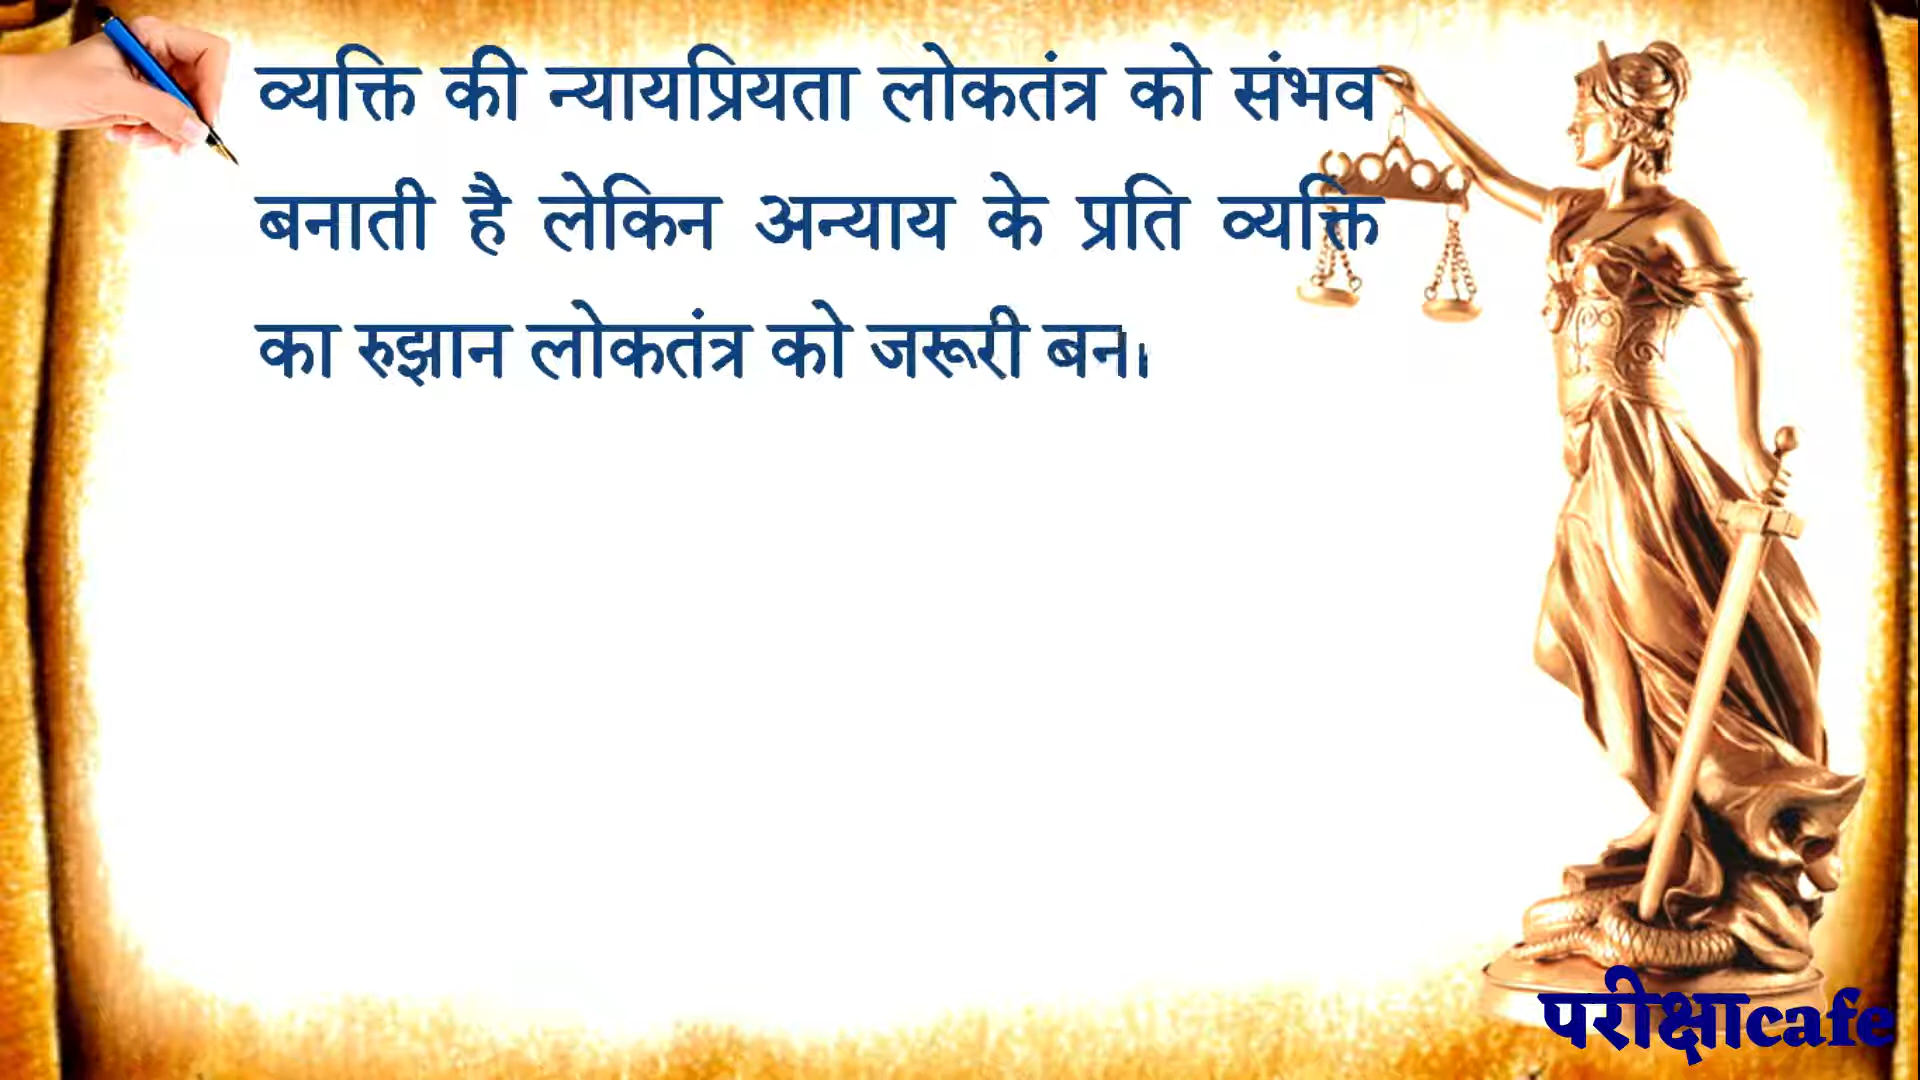 व्यक्ति की न्यायप्रियता लोकतंत्र को संभव
बनाती है लेकिन अन्याय के प्रति व्यक्ति
का रुझान लोकतंत्र को जरूरी बन
परीक्षाcafe